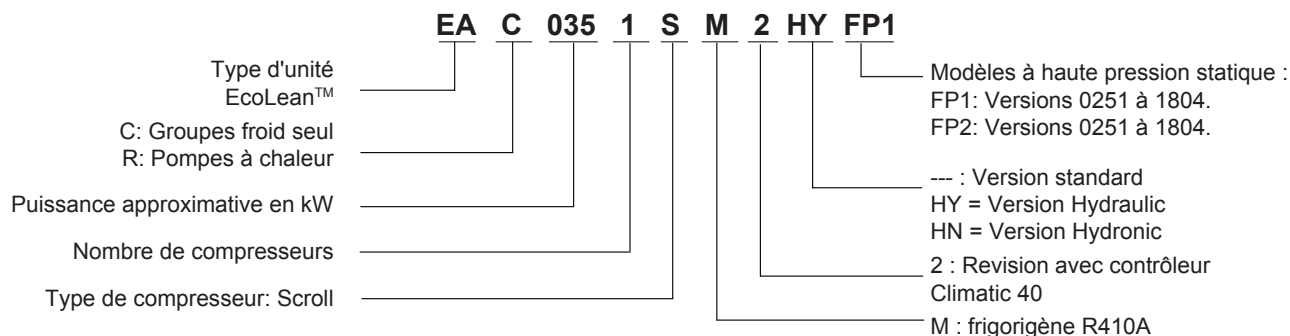 EA C 035 1 S M 2 HY FP1
Type d'unité
EcoLean™
C: Groupes froid seul
R: Pompes à chaleur
Puissance approximative en kW
Nombre de compresseurs
Type de compresseur: Scroll
Modèles à haute pression statique :
FP1: Versions 0251 à 1804.
FP2: Versions 0251 à 1804.
--- : Version standard
HY = Version Hydraulic
HN = Version Hydronic
2 : Revision avec contrôleur
Climatic 40
M : frigorigène R410A